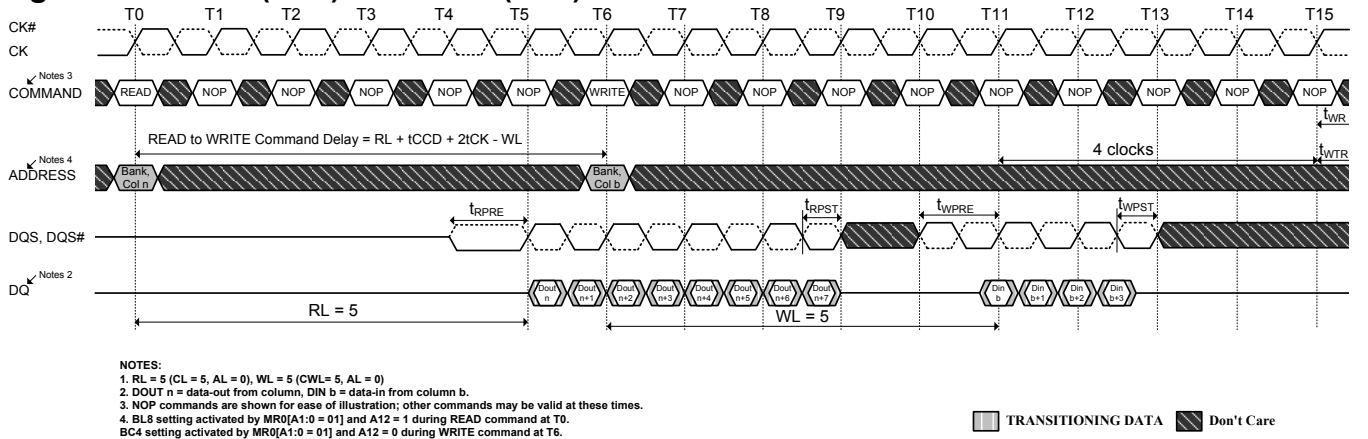 T0 T1 T2 T3 T4 T5 T6 T7 T8 T9 T10 T11 T12 T13 T14 T15
CK#
CK
Notes 3
COMMAND READ NOP NOP NOP NOP NOP WRITE NOP NOP NOP NOP NOP NOP NOP NOP NOP
tWR
READ to WRITE Command Delay = RL + tCCD + 2tCK - WL
4 clocks
tWTR
Notes 4
ADDRESS
Bank, Col n
Bank, Col b
tRPRE tRPST tWPRE tWPST
DQS, DQS#
Notes 2
DQ
Dout n Dout n+1 Dout n+2 Dout n+3 Dout n+4 Dout n+5 Dout n+6 Dout n+7 Din b Din b+1 Din b+2 Din b+3
RL = 5 WL = 5
NOTES:
1. RL = 5 (CL = 5, AL = 0), WL = 5 (CWL= 5, AL = 0)
2. DOUT n = data-out from column, DIN b = data-in from column b.
3. NOP commands are shown for ease of illustration; other commands may be valid at these times.
4. BL8 setting activated by MR0[A1:0 = 01] and A12 = 1 during READ command at T0.
BC4 setting activated by MR0[A1:0 = 01] and A12 = 0 during WRITE command at T6.
TRANSITIONING DATA Don't Care